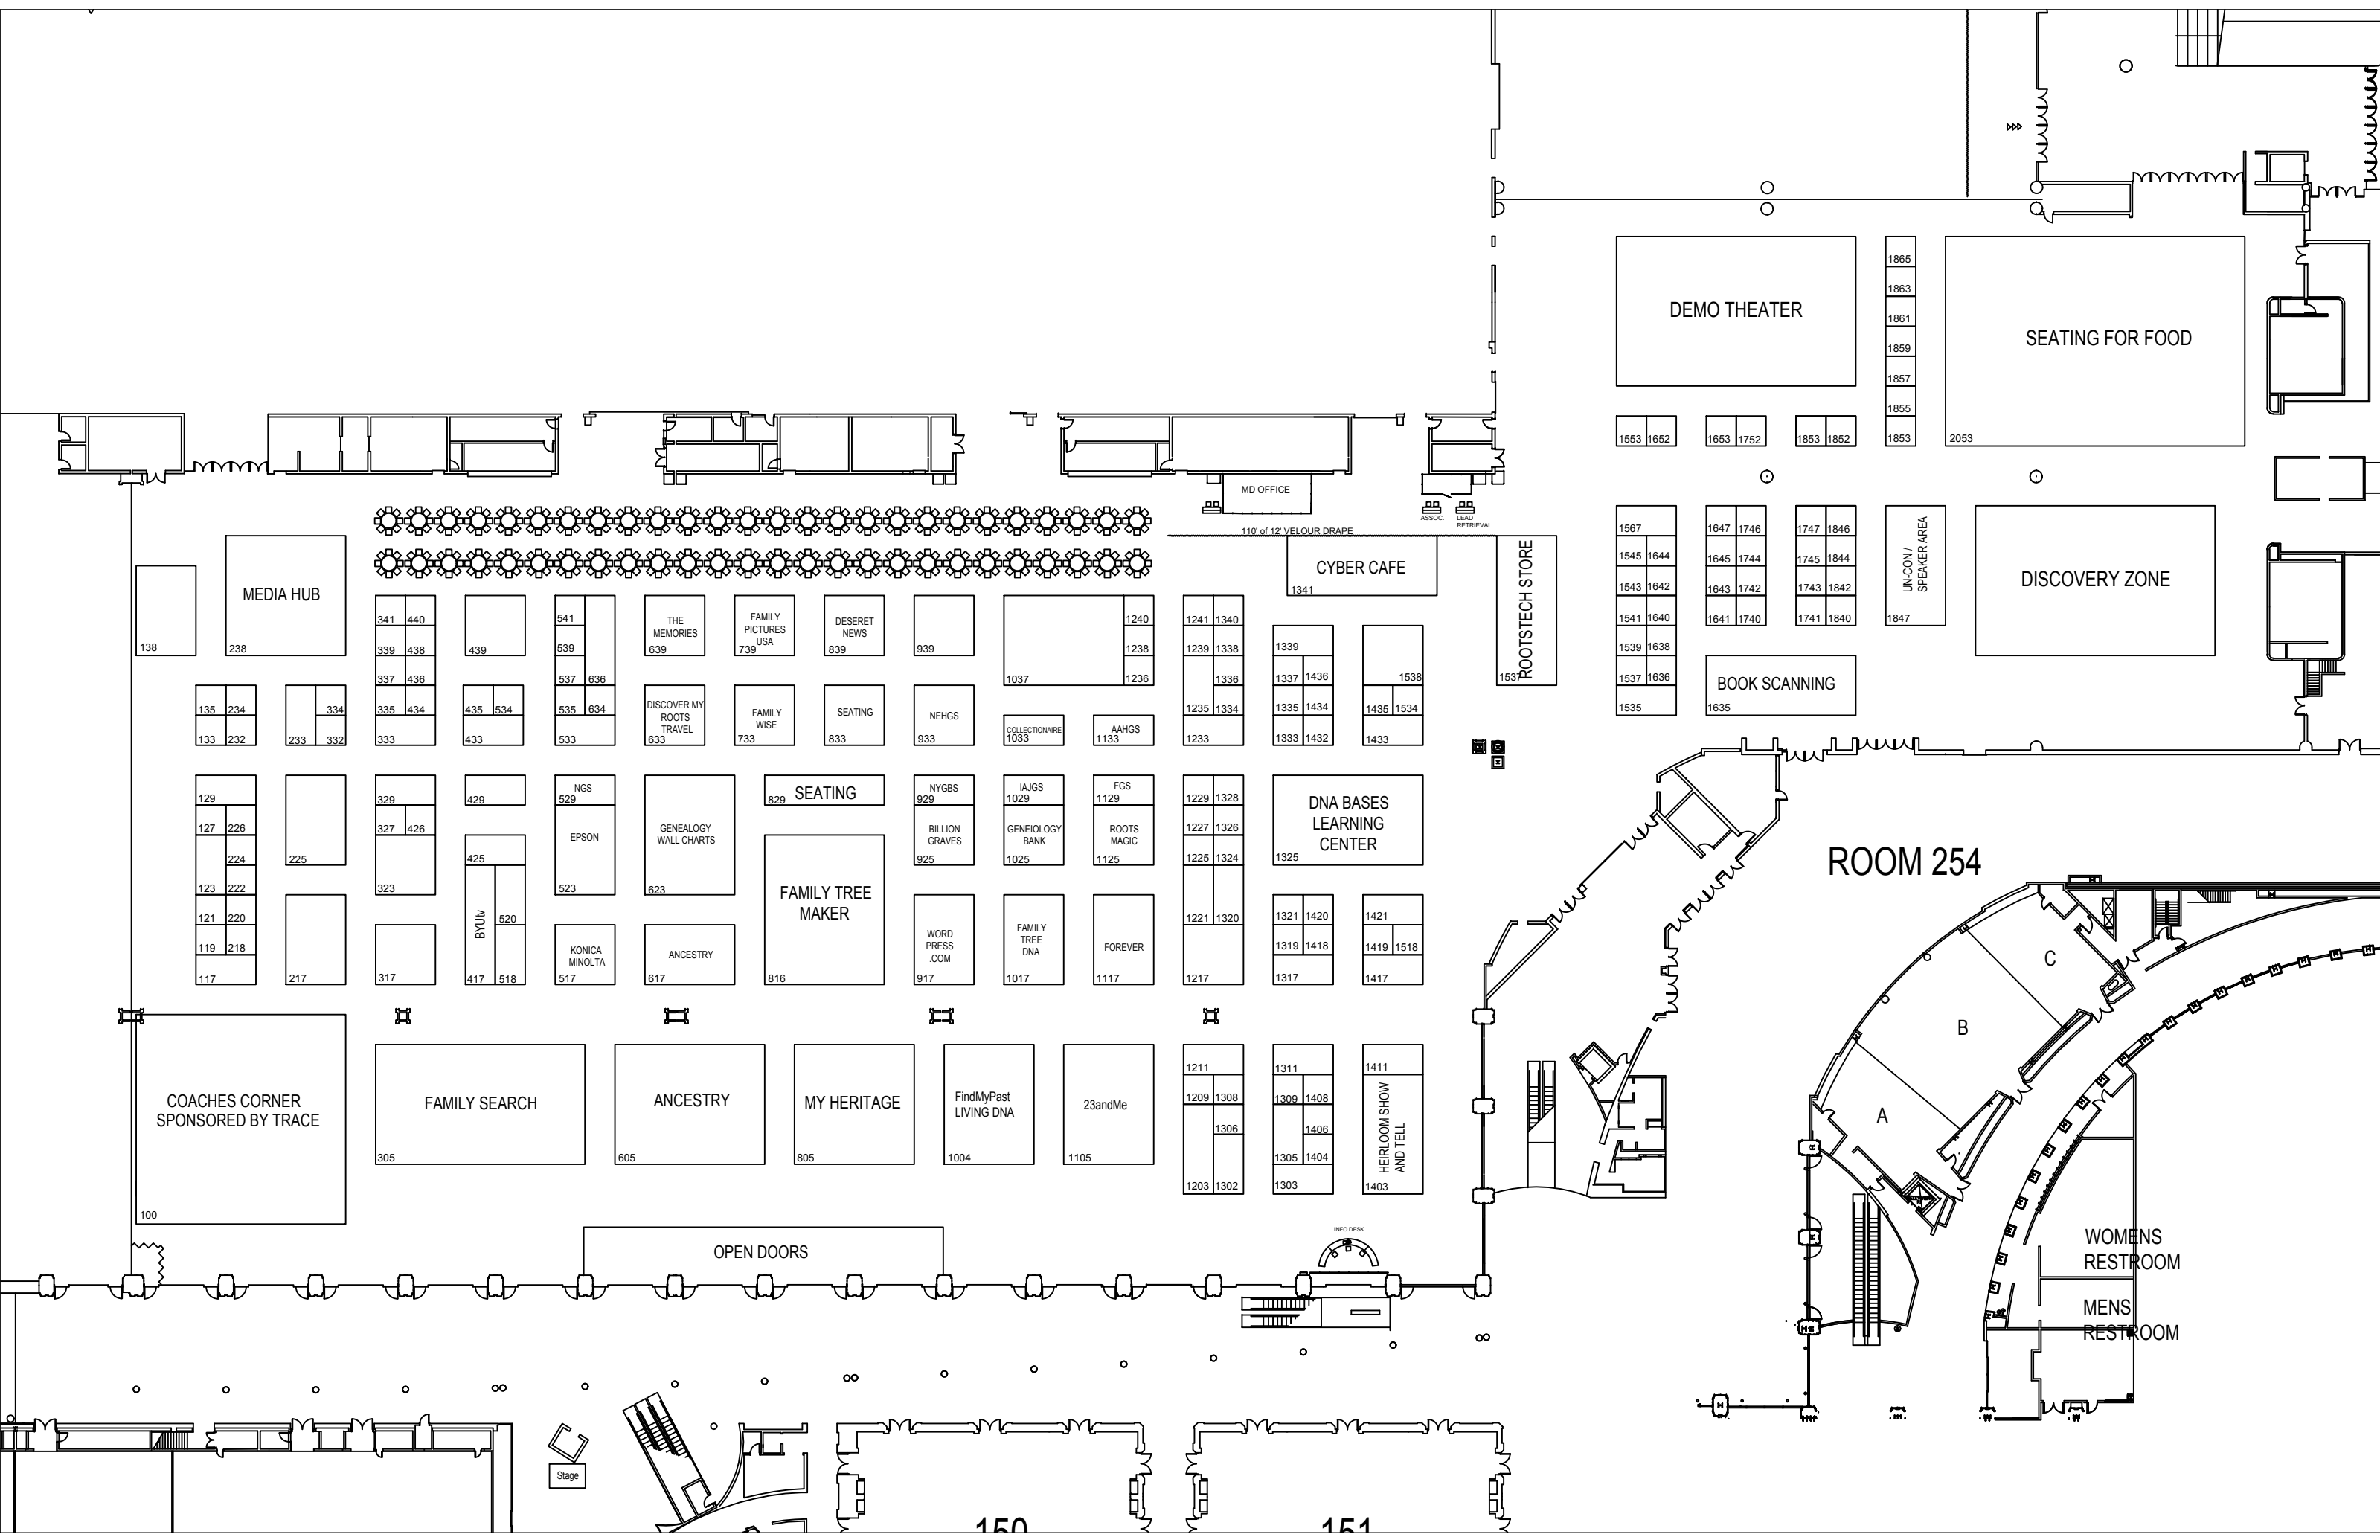 1865
1863
1861
1859
1857
1855
1853
DEMO THEATER
SEATING FOR FOOD
2053
1553 1652
1653 1752
1853 1852
MD OFFICE
ASSOC.
LEAD
RETRIEVAL
110' of 12' VELOUR DRAPE
CYBER CAFE
1341
ROOTSTECH STORE
1537
1567
1545 1644
1543 1642
1541 1640
1539 1638
1537 1636
1535
1647 1746
1645 1744
1643 1742
1641 1740
1747 1846
1745 1844
1743 1842
1741 1840
UN-CON /
SPEAKER AREA
1847
DISCOVERY ZONE
BOOK SCANNING
1635
138
MEDIA HUB
238
341 440
339 438
337 436
335 434
333
439
541
539
537 636
535 634
533
THE
MEMORIES
639
FAMILY
PICTURES
USA
739
DESERET
NEWS
839
939
1037
1240
1238
1236
1241 1340
1239 1338
1336
1235 1334
1233
1339
1337 1436
1335 1434
1333 1432
1538
1435 1534
1433
135 234
133 232
334
233 332
435 534
433
DISCOVER MY
ROOTS
TRAVEL
633
FAMILY
WISE
733
SEATING
833
NEHGS
933
COLLECTIONAIRE
1033
AAHGS
1133
129
127 226
224
123 222
121 220
119 218
117
225
217
329
327 426
323
317
429
425
BYUtv
520
417 518
NGS
529
EPSON
523
KONICA
MINOLTA
517
GENEALOGY
WALL CHARTS
623
ANCESTRY
617
829 SEATING
FAMILY TREE
MAKER
816
NYGBS
929
BILLION
GRAVES
925
WORD
PRESS
.COM
917
IAJGS
1029
GENEIOLOGY
BANK
1025
FAMILY
TREE
DNA
1017
FGS
1129
ROOTS
MAGIC
1125
FOREVER
1117
1229 1328
1227 1326
1225 1324
1221 1320
1217
DNA BASES
LEARNING
CENTER
1325
1321 1420
1319 1418
1317
1421
1419 1518
1417
ROOM 254
C
B
A
COACHES CORNER
SPONSORED BY TRACE
100
FAMILY SEARCH
305
ANCESTRY
605
MY HERITAGE
805
FindMyPast
LIVING DNA
1004
23andMe
1105
1211
1209 1308
1306
1203 1302
1311
1309 1408
1406
1305 1404
1303
1411
HEIRLOOM SHOW
AND TELL
1403
OPEN DOORS
INFO DESK
WOMENS
RESTROOM
MENS
RESTROOM
Stage
150
151